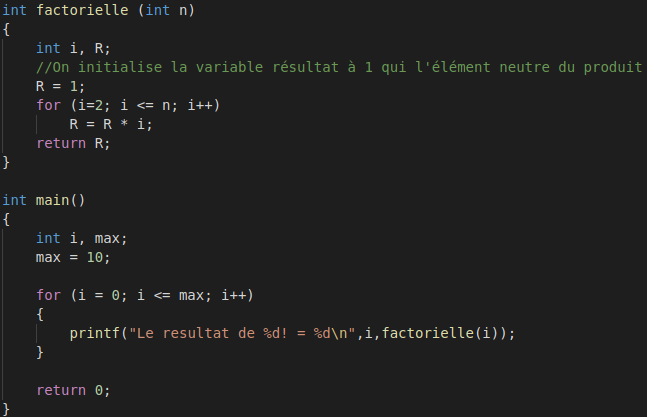 int factorielle (int n)
{
    int i, R;
    //On initialise la variable résultat à 1 qui l'élément neutre du produit
    R = 1;
    for (i=2; i <= n; i++)
        R = R * i;
    return R;
}

int main()
{
    int i, max;
    max = 10;

    for (i = 0; i <= max; i++)
    {
        printf("Le resultat de %d! = %d\n",i,factorielle(i));
    }

    return 0;
}